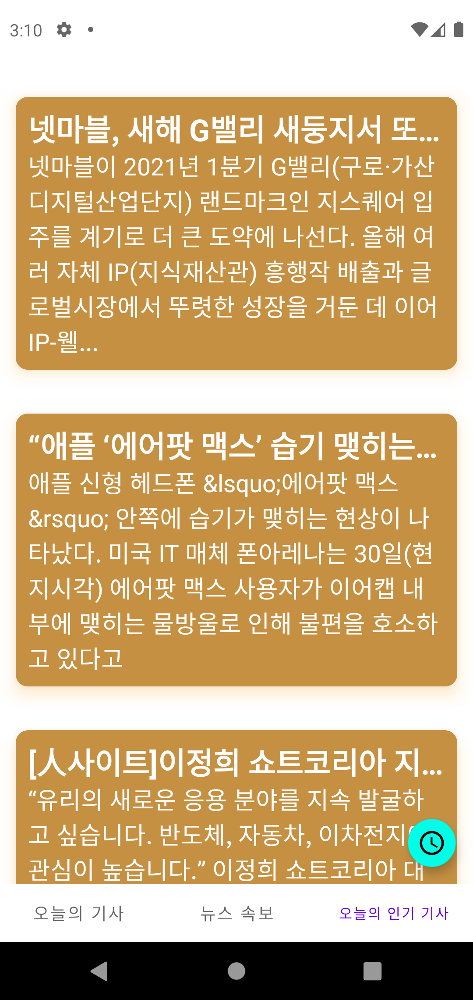 3:10
넷마블, 새해 G밸리 새둥지서 또...
넷마블이 2021년 1분기 G밸리(구로·가산
디지털산업단지) 랜드마크인 지스퀘어 입
주를 계기로 더 큰 도약에 나선다. 올해 여
러 자체 IP(지식재산관) 흥행작 배출과 글
로벌시장에서 뚜렷한 성장을 거둔 데 이어
IP-웰...
“애플 ‘에어팟 맥스’ 습기 맺히는...
애플 신형 헤드폰 &lsquo;에어팟 맥스
&rsquo; 안쪽에 습기가 맺히는 현상이 나
타났다. 미국 IT 매체 폰아레나는 30일(현
지시각) 에어팟 맥스 사용자가 이어캡 내
부에 맺히는 물방울로 인해 불편을 호소하
고 있다고
[人사이트]이정희 쇼트코리아 지...
“유리의 새로운 응용 분야를 지속 발굴하
고 싶습니다. 반도체, 자동차, 이차전지
관심이 높습니다.” 이정희 쇼트코리아 대
오늘의 기사
뉴스 속보
오늘의 인기 기사